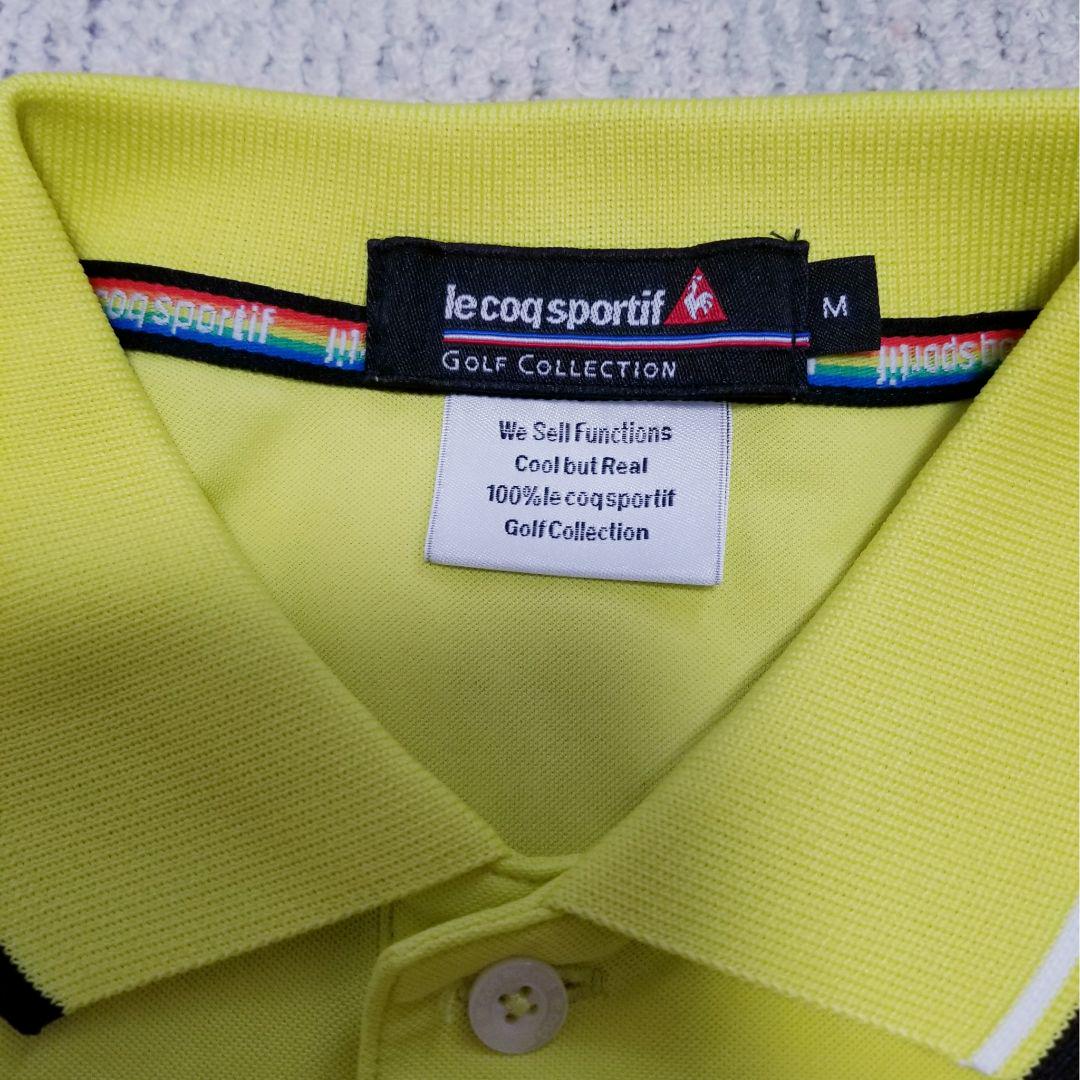 le coq sportif
GOLF COLLECTION
M
coq sportif
We Sell Functions
Cool but Real
100%le coq sportif
Golf Collection